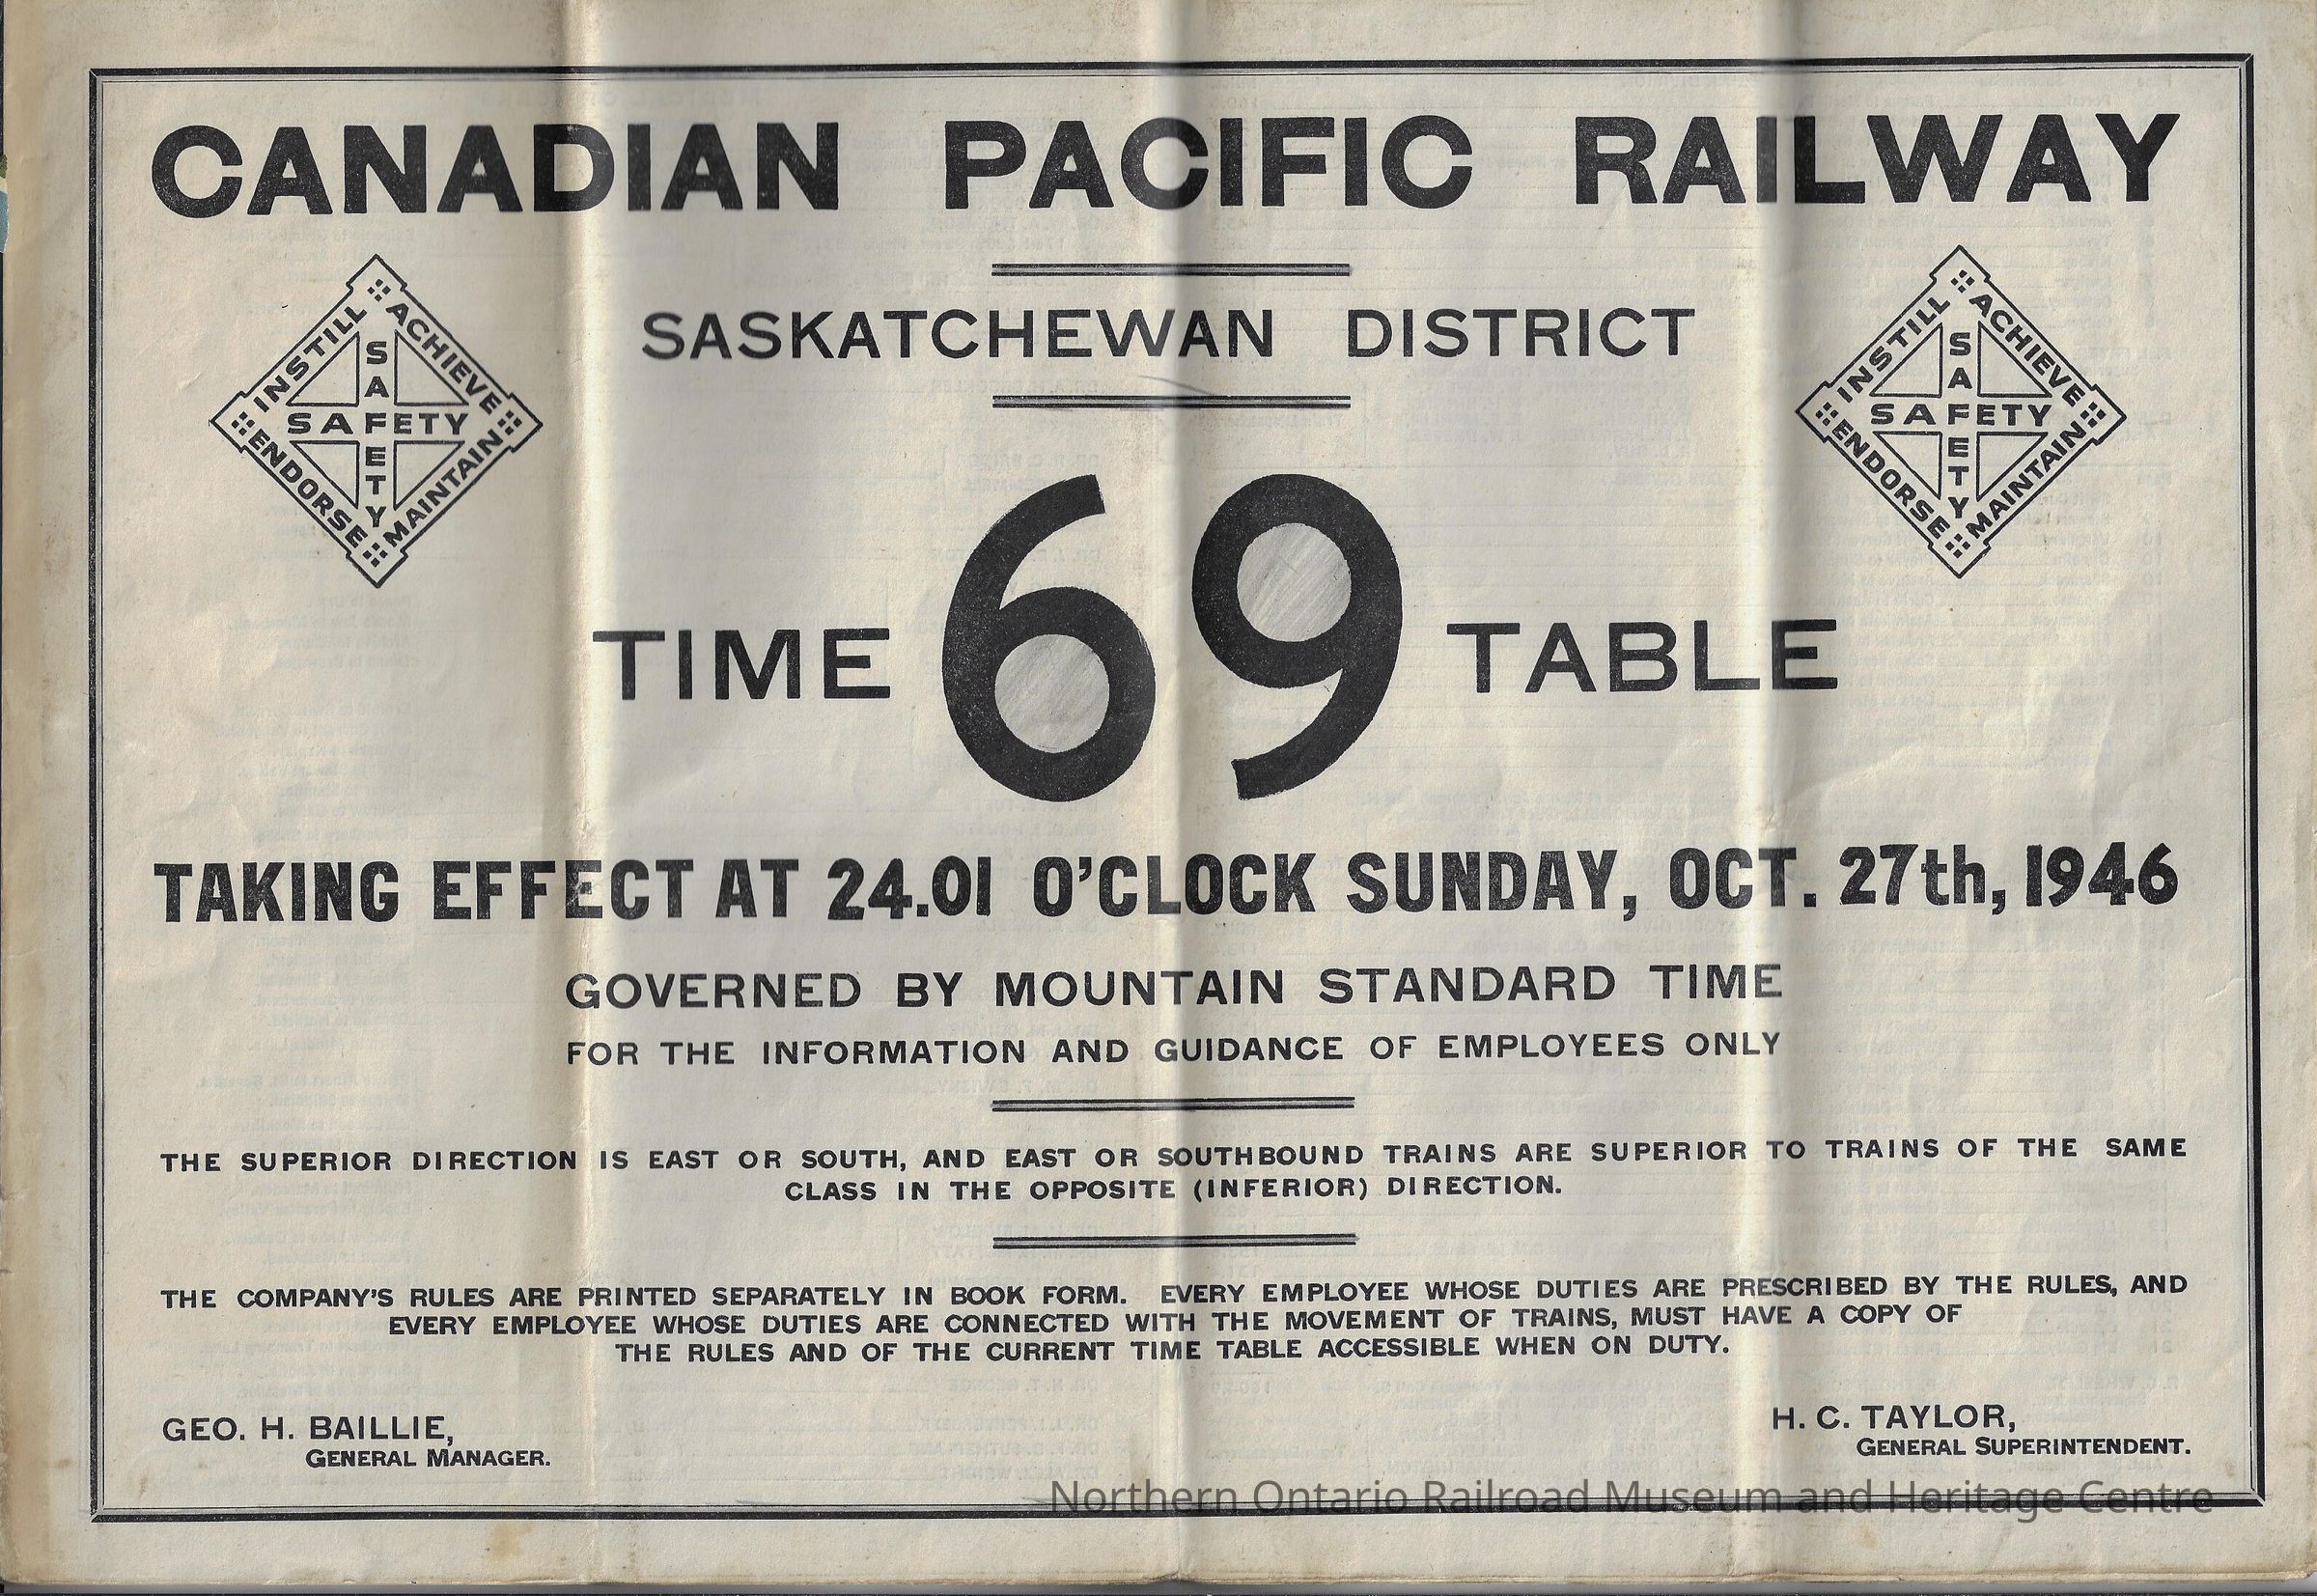 CANADIAN PACIFIC RAILWAY
SASKATCHEWAN DISTRICT
INSTILL ACHIEVE
SAFETY
SAFETY
ENDORSE MAINTAIN
INSTILL ACHIEVE
SAFETY
SAFETY
ENDORSE MAINTAIN
TIME 69 TABLE
TAKING EFFECT AT 24.01 O'CLOCK SUNDAY, OCT. 27th, 1946
GOVERNED BY MOUNTAIN STANDARD TIME
FOR THE INFORMATION AND GUIDANCE OF EMPLOYEES ONLY
THE SUPERIOR DIRECTION IS EAST OR SOUTH, AND EAST OR SOUTHBOUND TRAINS ARE SUPERIOR TO TRAINS OF THE SAME
CLASS IN THE OPPOSITE (INFERIOR) DIRECTION.
THE COMPANY'S RULES ARE PRINTED SEPARATELY IN BOOK FORM. EVERY EMPLOYEE WHOSE DUTIES ARE PRESCRIBED BY THE RULES, AND
EVERY EMPLOYEE WHOSE DUTIES ARE CONNECTED WITH THE MOVEMENT OF TRAINS, MUST HAVE A COPY OF
THE RULES AND OF THE CURRENT TIME TABLE ACCESSIBLE WHEN ON DUTY.
GEO. H. BAILLIE,
GENERAL MANAGER.
H. C. TAYLOR,
GENERAL SUPERINTENDENT.
Northern Ontario Railroad Museum and Heritage Centre